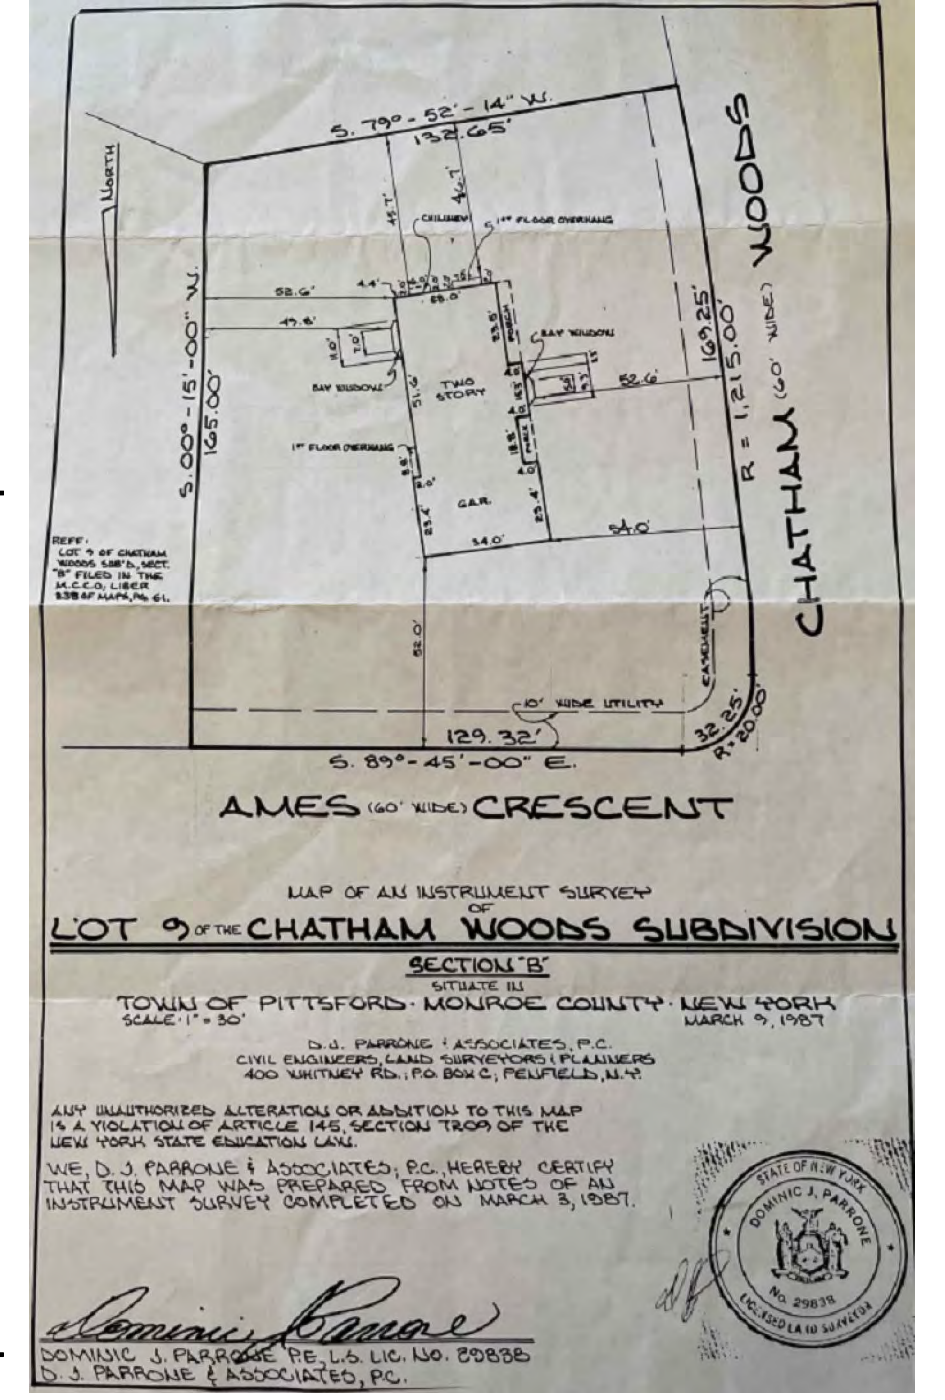 S. 79°-52'-14" W.
132.65'
NORTH
45.7'
46.7'
CHIMNEY
1ST FLOOR OVERHANG
4.4'
52.6'
49.8'
11.0'
7.0'
BAY WINDOW
PORCH
BAY WINDOW
TWO
STORY
51.6'
52.6'
1ST FLOOR OVERHANG
PORCH
GAR.
23.4'
23.4'
34.0'
54.0'
52.0'
S. 00°-15'-00" W.
165.00'
169.25'
R = 1,215.00'
CHATHAM (60' WIDE) WOODS
REFF:
LOT 9 OF CHATHAM
WOODS SUB'D., SECT.
"B" FILED IN THE
M.C.C.O., LIBER
238 OF MAPS, PG. 61.
EASEMENT
10' WIDE UTILITY
32.25'
R = 20.00'
129.32'
S. 89°-45'-00" E.
AMES (60' WIDE) CRESCENT
MAP OF AN INSTRUMENT SURVEY
OF
LOT 9 OF THE CHATHAM WOODS SUBDIVISION
SECTION "B"
SITUATE IN
TOWN OF PITTSFORD · MONROE COUNTY · NEW YORK
SCALE · 1" = 30' MARCH 9, 1987
D.J. PARRONE & ASSOCIATES, P.C.
CIVIL ENGINEERS, LAND SURVEYORS & PLANNERS
400 WHITNEY RD.; P.O. BOX C; PENFIELD, N.Y.
ANY UNAUTHORIZED ALTERATION OR ADDITION TO THIS MAP
IS A VIOLATION OF ARTICLE 145, SECTION 7209 OF THE
NEW YORK STATE EDUCATION LAW.
WE, D. J. PARRONE & ASSOCIATES, P.C., HEREBY CERTIFY
THAT THIS MAP WAS PREPARED FROM NOTES OF AN
INSTRUMENT SURVEY COMPLETED ON MARCH 3, 1987.
STATE OF NEW YORK
DOMINIC J. PARRONE
No. 29838
LICENSED LAND SURVEYOR
Dominic J. Parrone
DOMINIC J. PARRONE P.E., L.S. LIC. NO. 29838
D. J. PARRONE & ASSOCIATES, P.C.